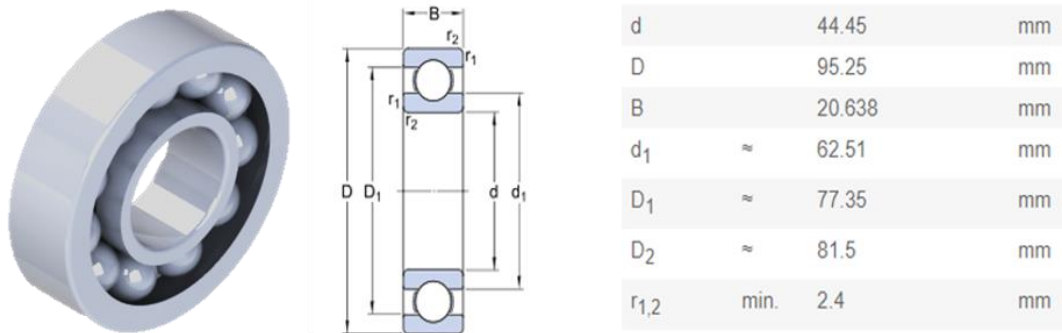 B
r2
r1
r1
r2
D D1 d d1
d 44.45 mm
D 95.25 mm
B 20.638 mm
d1 ≈ 62.51 mm
D1 ≈ 77.35 mm
D2 ≈ 81.5 mm
r1,2 min. 2.4 mm